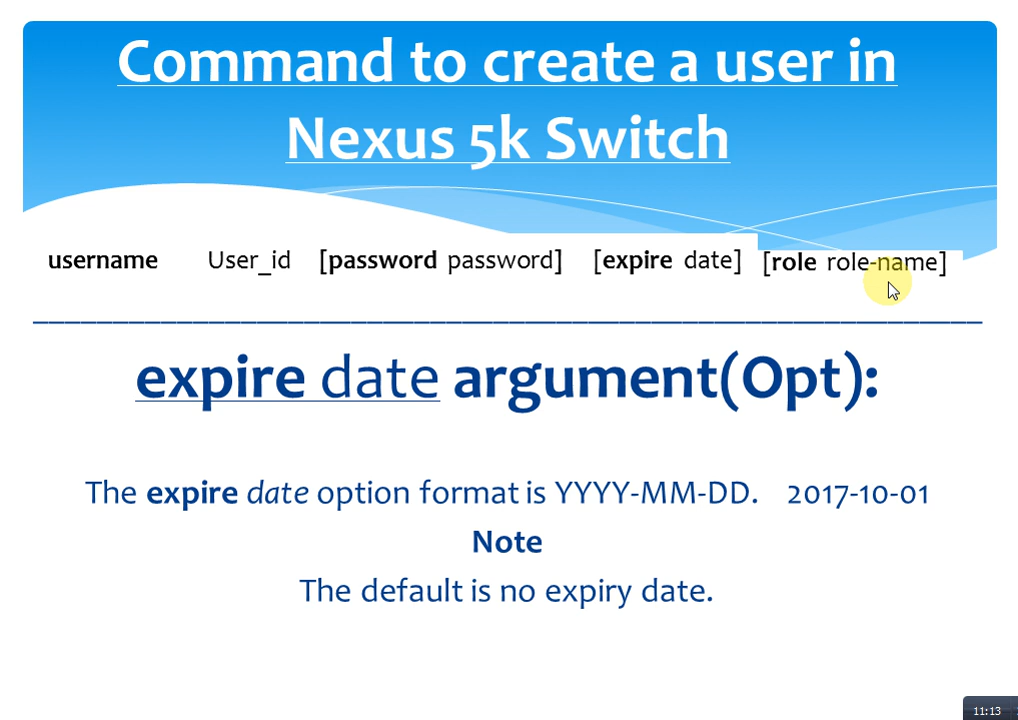 Command to create a user in
Nexus 5k Switch
username User_id [password password] [expire date] [role role-name]
expire date argument(Opt):
The expire date option format is YYYY-MM-DD. 2017-10-01
Note
The default is no expiry date.
11:13